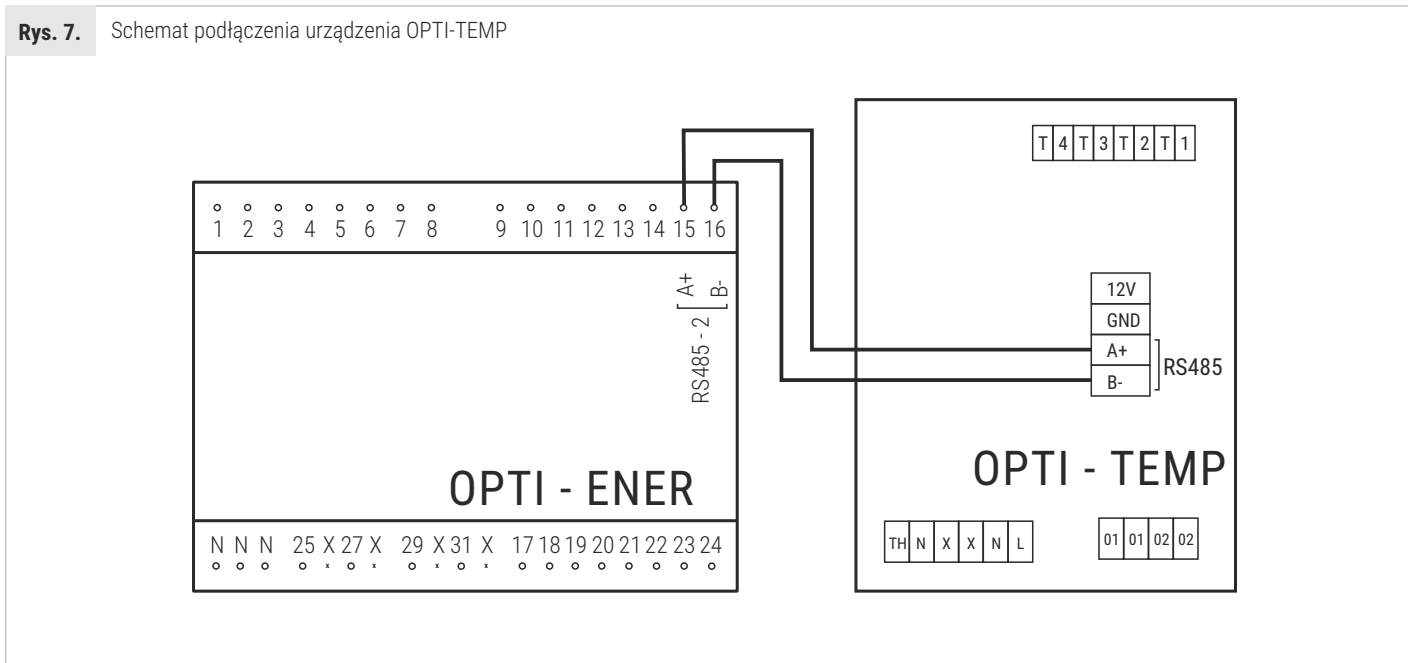 Rys. 7. Schemat podłączenia urządzenia OPTI-TEMP
T 4 T 3 T 2 T 1
1 2 3 4 5 6 7 8 9 10 11 12 13 14 15 16
A+
B-
RS485 - 2
12V
GND
A+
B-
RS485
OPTI - ENER
OPTI - TEMP
N N N 25 X 27 X 29 X 31 X 17 18 19 20 21 22 23 24
TH N X X N L
01 01 02 02